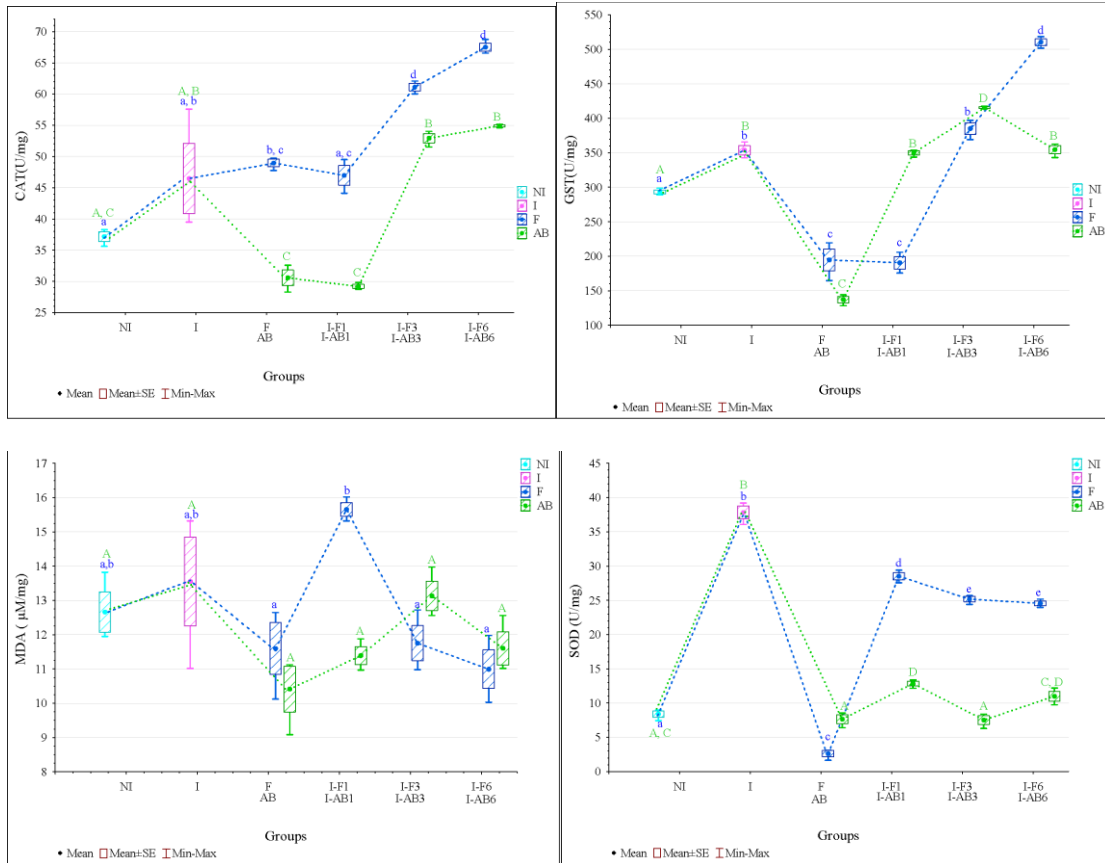 CAT(U/mg)
70
65
60
55
50
45
40
35
30
25
A, C
a
A, B
a, b
b, c
C
a, c
C
d
B
d
B
NI
I
F
AB
NI
I
F
AB
I-F1
I-AB1
I-F3
I-AB3
I-F6
I-AB6
Groups
• Mean Mean±SE Min-Max
GST(U/mg)
550
500
450
400
350
300
250
200
150
100
A
a
B
b
c
C
B
c
D
b
d
B
NI
I
F
AB
NI
I
F
AB
I-F1
I-AB1
I-F3
I-AB3
I-F6
I-AB6
Groups
• Mean Mean±SE Min-Max
MDA ( µM/mg)
17
16
15
14
13
12
11
10
9
8
A
a,b
A
a,b
a
A
b
A
A
a
A
a
NI
I
F
AB
NI
I
F
AB
I-F1
I-AB1
I-F3
I-AB3
I-F6
I-AB6
Groups
• Mean Mean±SE Min-Max
SOD (U/mg)
45
40
35
30
25
20
15
10
5
0
a
A, C
B
b
A
c
d
D
e
A
e
C, D
NI
I
F
AB
NI
I
F
AB
I-F1
I-AB1
I-F3
I-AB3
I-F6
I-AB6
Groups
• Mean Mean±SE Min-Max